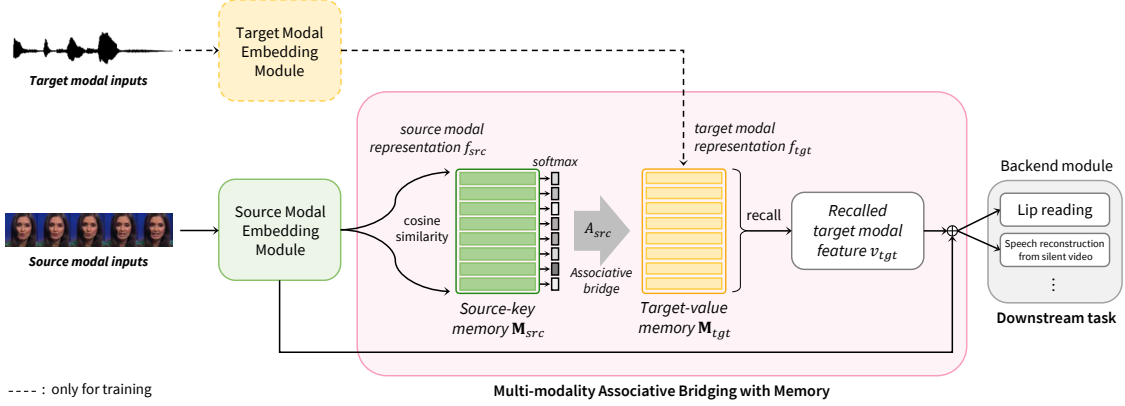 Target modal inputs
Target Modal
Embedding
Module
source modal
representation f_src
softmax
target modal
representation f_tgt
Source modal inputs
Source Modal
Embedding
Module
cosine
similarity
A_src
Associative
bridge
recall
Recalled
target modal
feature v_tgt
Backend module
Lip reading
Speech reconstruction
from silent video
⋮
Downstream task
Source-key
memory M_src
Target-value
memory M_tgt
---- : only for training
Multi-modality Associative Bridging with Memory